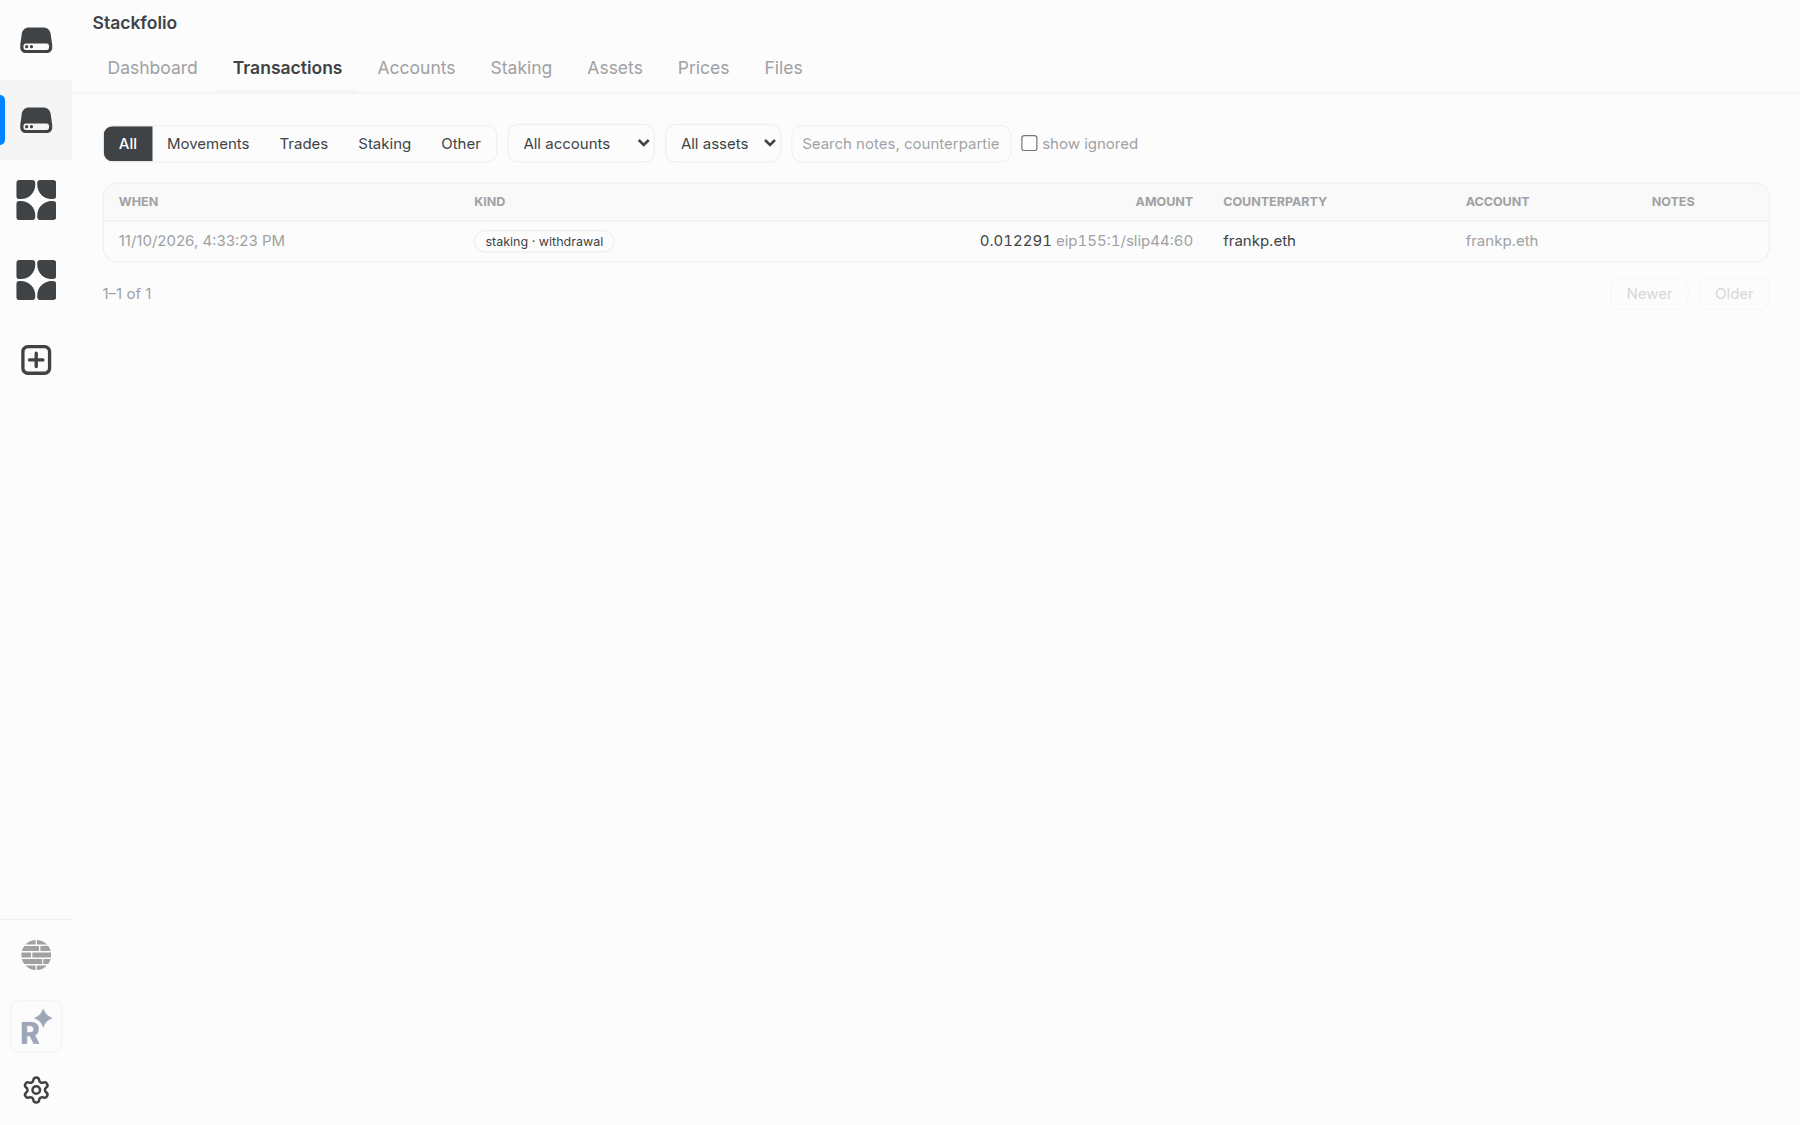 Stackfolio
Dashboard Transactions Accounts Staking Assets Prices Files
All Movements Trades Staking Other All accounts All assets Search notes, counterpartie show ignored
WHEN KIND AMOUNT COUNTERPARTY ACCOUNT NOTES
11/10/2026, 4:33:23 PM staking · withdrawal 0.012291 eip155:1/slip44:60 frankp.eth frankp.eth
1–1 of 1 Newer Older
R